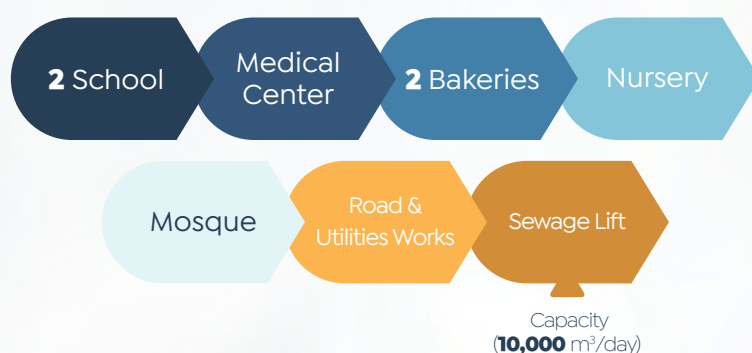 2 School
Medical
Center
2 Bakeries
Nursery
Mosque
Road &
Utilities Works
Sewage Lift
Capacity
(10,000 m³/day)